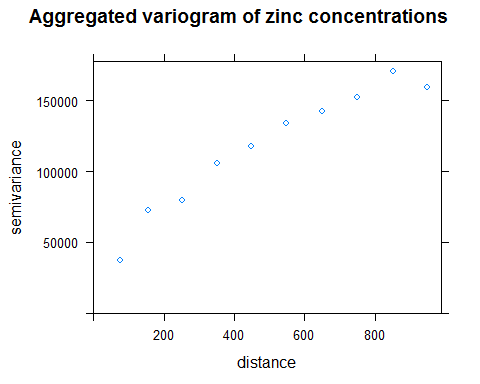 Aggregated variogram of zinc concentrations
150000
100000
50000
semivariance
200 400 600 800
distance